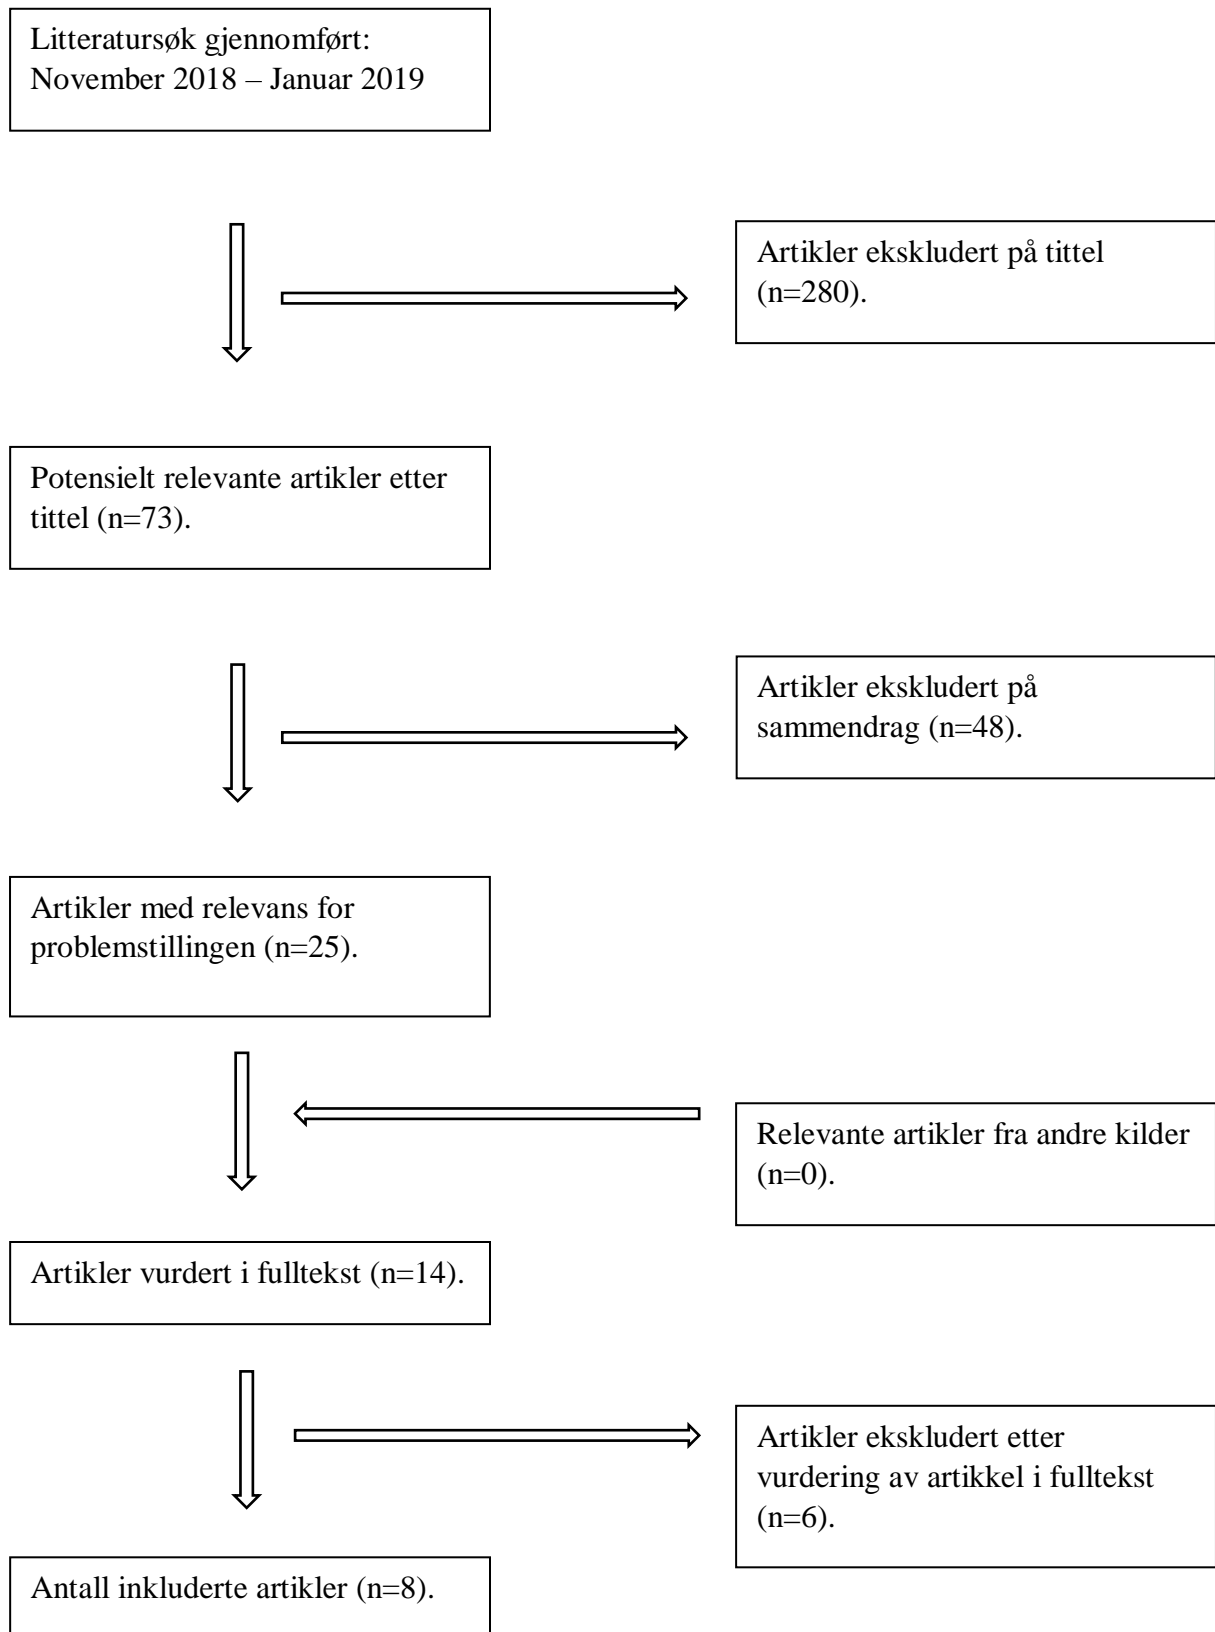 Litteratursøk gjennomført:
November 2018 – Januar 2019
Artikler ekskludert på tittel
(n=280).
Potensielt relevante artikler etter
tittel (n=73).
Artikler ekskludert på
sammendrag (n=48).
Artikler med relevans for
problemstillingen (n=25).
Relevante artikler fra andre kilder
(n=0).
Artikler vurdert i fulltekst (n=14).
Artikler ekskludert etter
vurdering av artikkel i fulltekst
(n=6).
Antall inkluderte artikler (n=8).